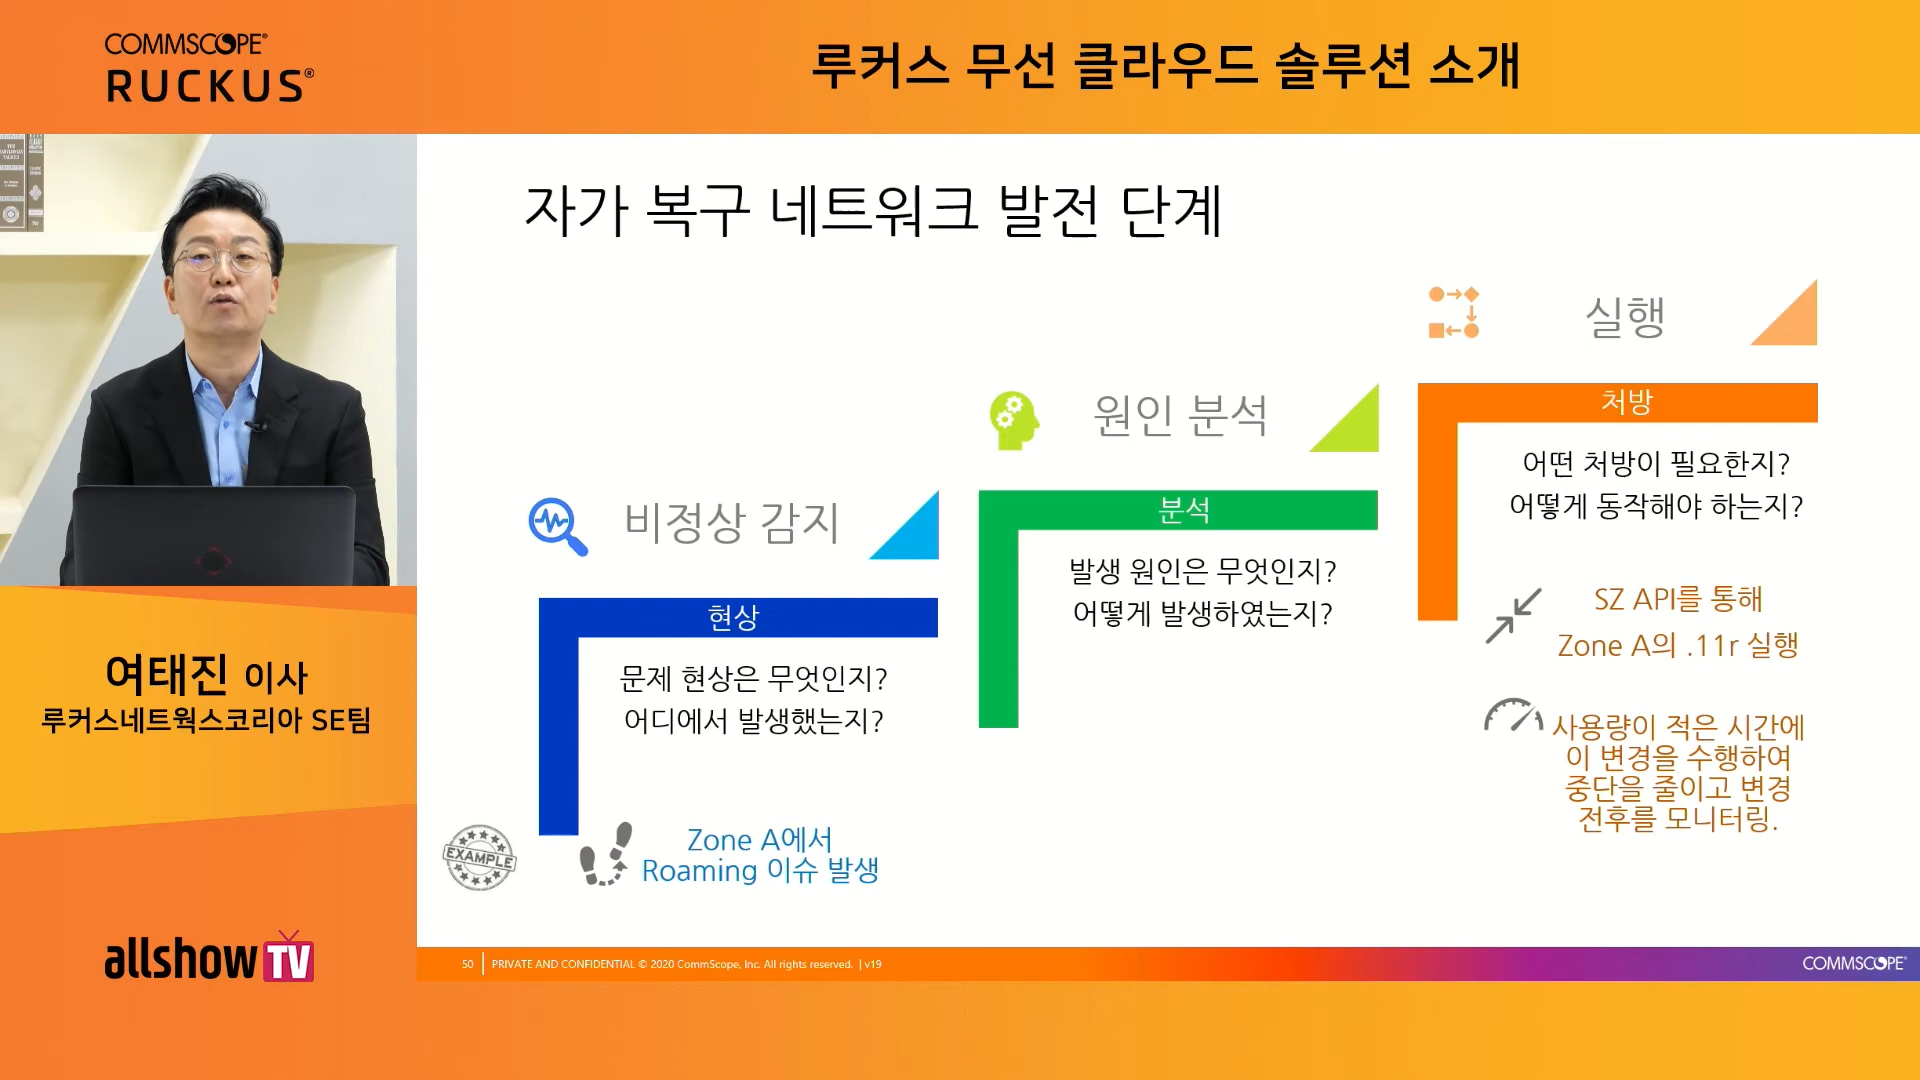 COMMSCOPE®
RUCKUS®
루커스 무선 클라우드 솔루션 소개
자가 복구 네트워크 발전 단계
비정상 감지
현상
문제 현상은 무엇인지?
어디에서 발생했는지?
EXAMPLE
Zone A에서
Roaming 이슈 발생
원인 분석
분석
발생 원인은 무엇인지?
어떻게 발생하였는지?
실행
처방
어떤 처방이 필요한지?
어떻게 동작해야 하는지?
SZ API를 통해
Zone A의 .11r 실행
사용량이 적은 시간에
이 변경을 수행하여
중단을 줄이고 변경
전후를 모니터링.
여태진 이사
루커스네트웍스코리아 SE팀
allshow TV
50 | PRIVATE AND CONFIDENTIAL © 2020 CommScope, Inc. All rights reserved. | v19
COMMSCOPE®